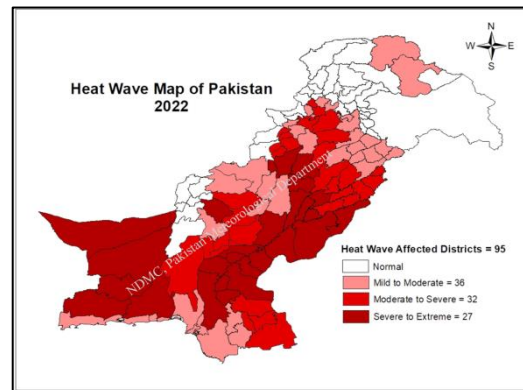 N
W E
S
Heat Wave Map of Pakistan
2022
NDMC, Pakistan Meteorological Department
Heat Wave Affected Districts = 95
Normal
Mild to Moderate = 36
Moderate to Severe = 32
Severe to Extreme = 27